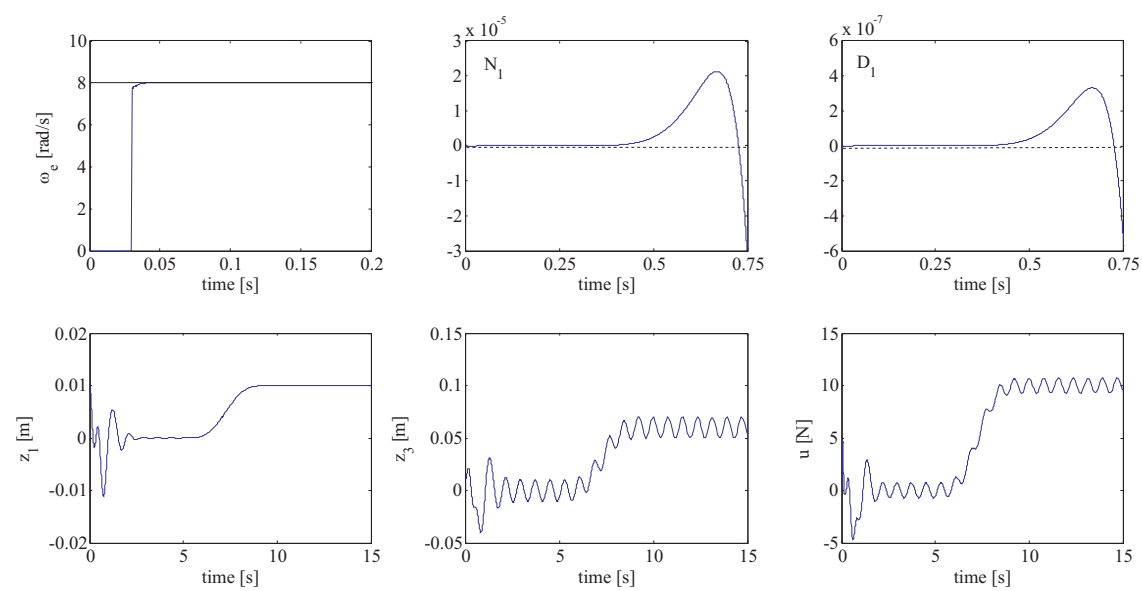 x 10⁻⁵
x 10⁻⁷
10
8
6
4
2
0
ω_e [rad/s]
0 0.05 0.1 0.15 0.2
time [s]
N_1
3
2
1
0
-1
-2
-3
0 0.25 0.5 0.75
time [s]
D_1
6
4
2
0
-2
-4
-6
0 0.25 0.5 0.75
time [s]
0.02
0.01
0
-0.01
-0.02
z_1 [m]
0 5 10 15
time [s]
0.15
0.1
0.05
0
-0.05
z_3 [m]
0 5 10 15
time [s]
15
10
5
0
-5
u [N]
0 5 10 15
time [s]